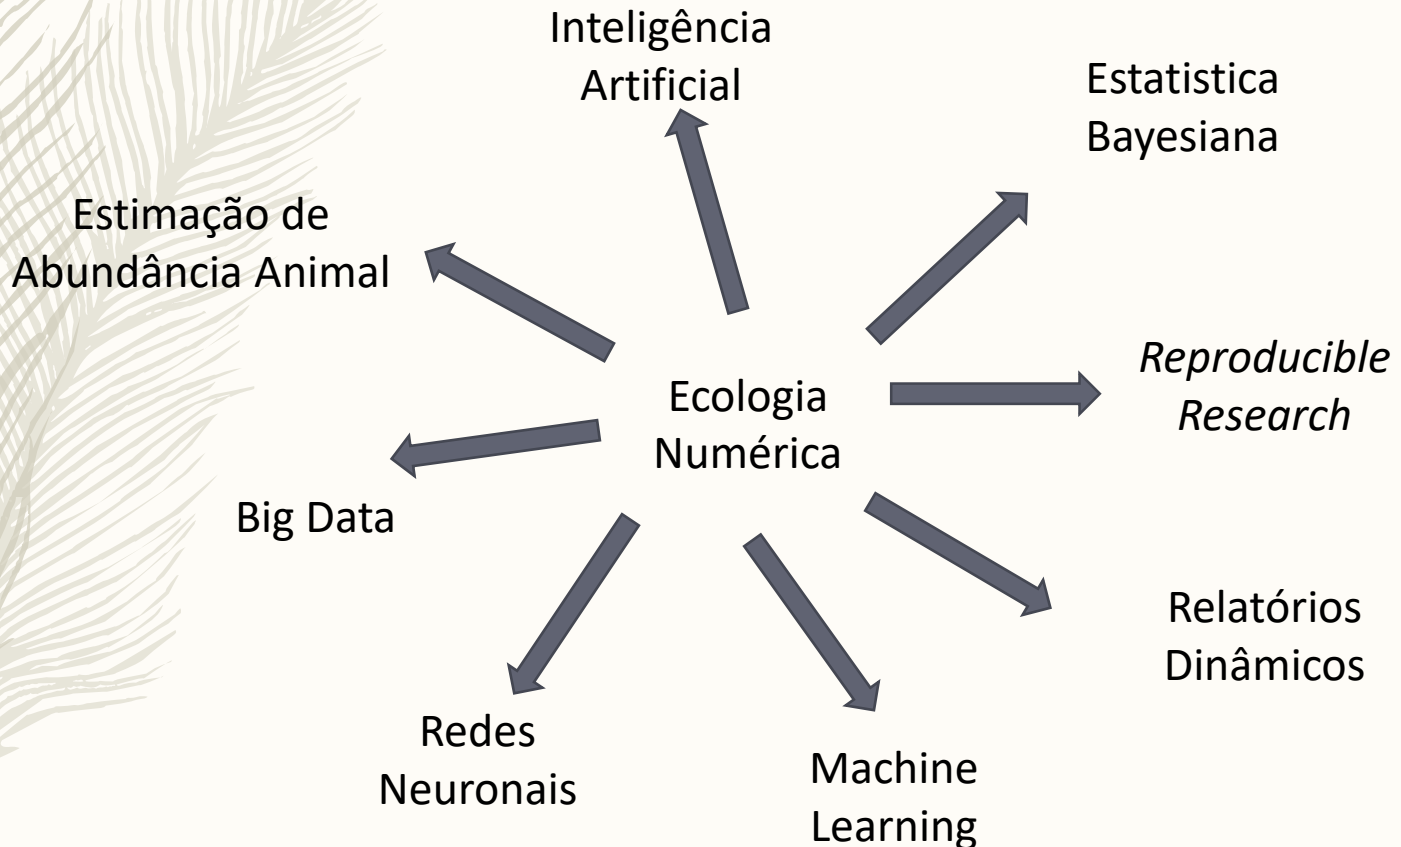 Inteligência
Artificial
Estatistica
Bayesiana
Estimação de
Abundância Animal
Reproducible
Research
Ecologia
Numérica
Big Data
Relatórios
Dinâmicos
Redes
Neuronais
Machine
Learning